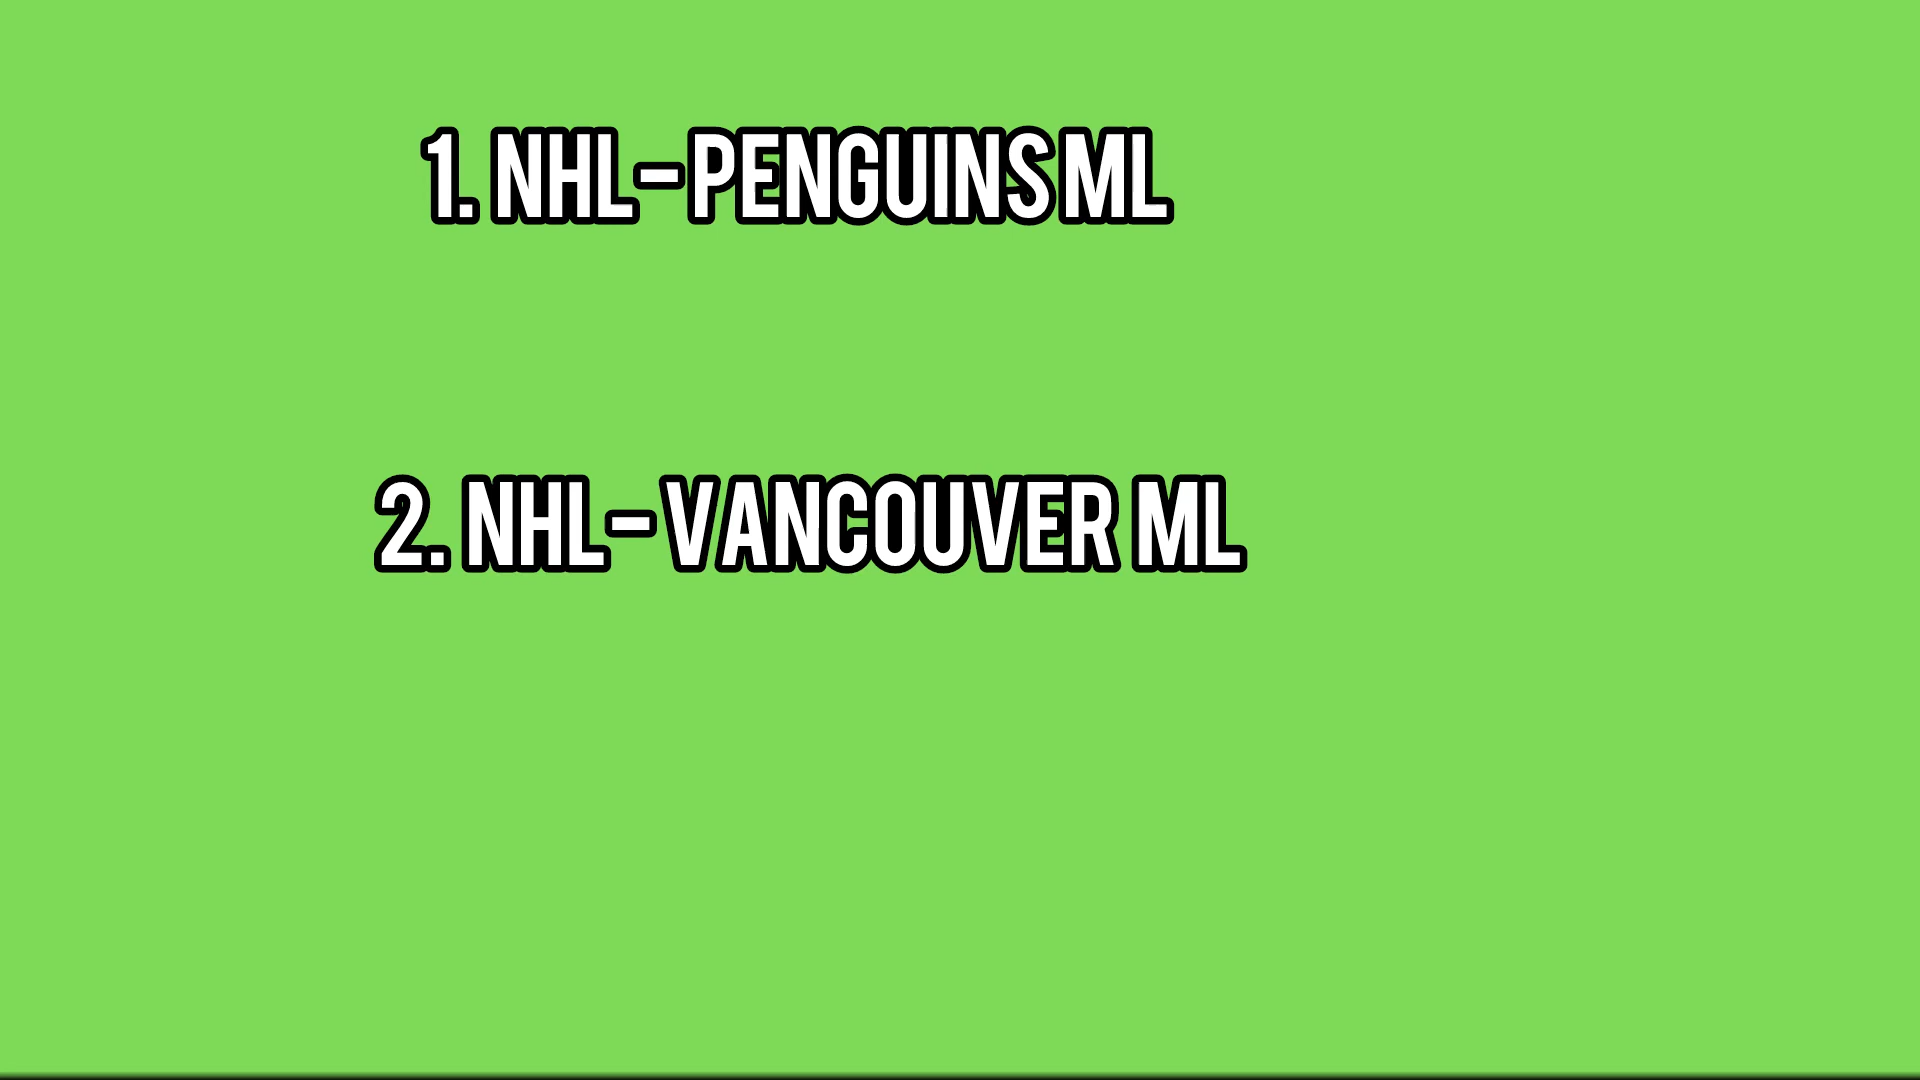 1. NHL – PENGUINS ML
2. NHL – VANCOUVER ML